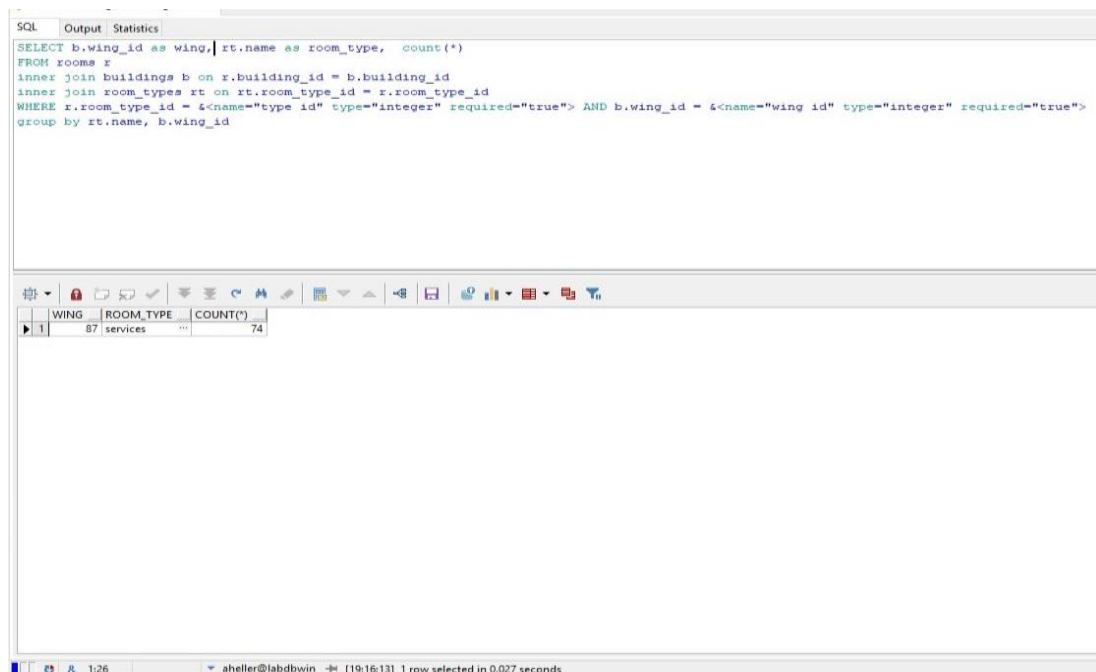 SQL Output Statistics
SELECT b.wing_id as wing, rt.name as room_type, count(*)
FROM rooms r
inner join buildings b on r.building_id = b.building_id
inner join room_types rt on rt.room_type_id = r.room_type_id
WHERE r.room_type_id = &<name="type id" type="integer" required="true"> AND b.wing_id = &<name="wing id" type="integer" required="true">
group by rt.name, b.wing_id
WING ROOM_TYPE COUNT(*)
1 87 services ... 74
1:26 aheller@labdbwin [19:16:13] 1 row selected in 0.027 seconds